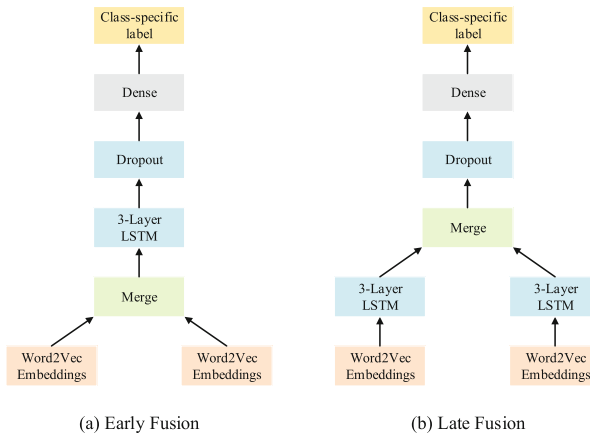 Class-specific
label
Dense
Dropout
3-Layer
LSTM
Merge
Word2Vec
Embeddings
Word2Vec
Embeddings
(a) Early Fusion
Class-specific
label
Dense
Dropout
Merge
3-Layer
LSTM
3-Layer
LSTM
Word2Vec
Embeddings
Word2Vec
Embeddings
(b) Late Fusion